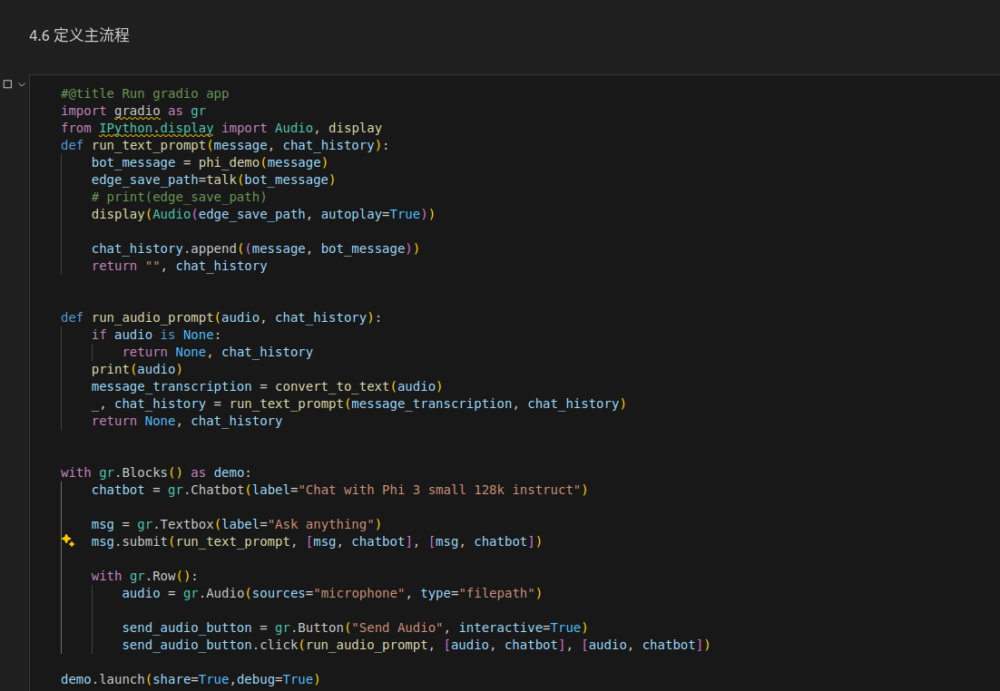 4.6 定义主流程
#@title Run gradio app
import gradio as gr
from IPython.display import Audio, display
def run_text_prompt(message, chat_history):
    bot_message = phi_demo(message)
    edge_save_path=talk(bot_message)
    # print(edge_save_path)
    display(Audio(edge_save_path, autoplay=True))
    chat_history.append((message, bot_message))
    return "", chat_history
def run_audio_prompt(audio, chat_history):
    if audio is None:
        return None, chat_history
    print(audio)
    message_transcription = convert_to_text(audio)
    _, chat_history = run_text_prompt(message_transcription, chat_history)
    return None, chat_history
with gr.Blocks() as demo:
    chatbot = gr.Chatbot(label="Chat with Phi 3 small 128k instruct")
    msg = gr.Textbox(label="Ask anything")
    msg.submit(run_text_prompt, [msg, chatbot], [msg, chatbot])
    with gr.Row():
        audio = gr.Audio(sources="microphone", type="filepath")
        send_audio_button = gr.Button("Send Audio", interactive=True)
        send_audio_button.click(run_audio_prompt, [audio, chatbot], [audio, chatbot])
demo.launch(share=True,debug=True)